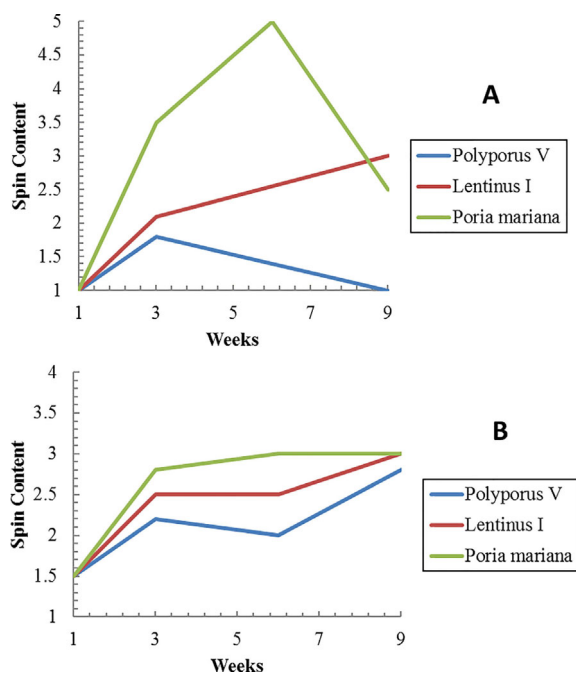 5
4.5
4
3.5
3
2.5
2
1.5
1
Spin Content
1 3 5 7 9
Weeks
A
Polyporus V
Lentinus I
Poria mariana
4
3.5
3
2.5
2
1.5
1
Spin Content
1 3 5 7 9
Weeks
B
Polyporus V
Lentinus I
Poria mariana